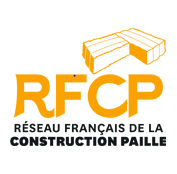 RFCP
RÉSEAU FRANÇAIS DE LA
CONSTRUCTION PAILLE